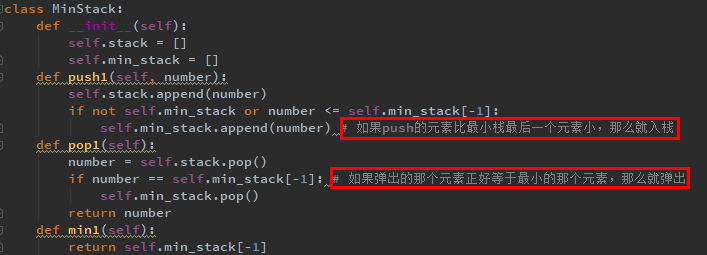 class MinStack:
    def __init__(self):
        self.stack = []
        self.min_stack = []
    def push1(self, number):
        self.stack.append(number)
        if not self.min_stack or number <= self.min_stack[-1]:
            self.min_stack.append(number) # 如果push的元素比最小栈最后一个元素小，那么就入栈
    def pop1(self):
        number = self.stack.pop()
        if number == self.min_stack[-1]: # 如果弹出的那个元素正好等于最小的那个元素，那么就弹出
            self.min_stack.pop()
        return number
    def min1(self):
        return self.min_stack[-1]